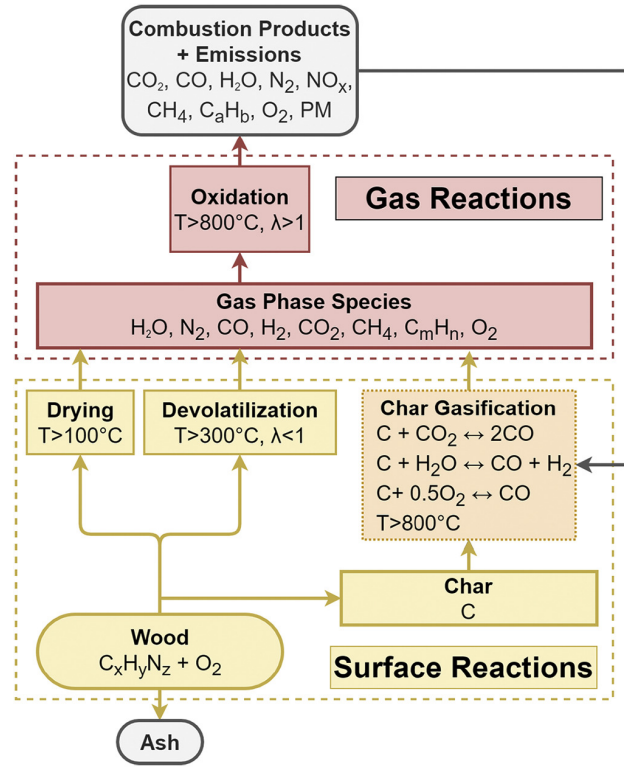 Combustion Products
+ Emissions
CO₂, CO, H₂O, N₂, NOₓ,
CH₄, CₐH_b, O₂, PM
Oxidation
T>800°C, λ>1
Gas Reactions
Gas Phase Species
H₂O, N₂, CO, H₂, CO₂, CH₄, CₘHₙ, O₂
Drying
T>100°C
Devolatilization
T>300°C, λ<1
Char Gasification
C + CO₂ ↔ 2CO
C + H₂O ↔ CO + H₂
C+ 0.5O₂ ↔ CO
T>800°C
Char
C
Wood
CₓH_yN_z + O₂
Surface Reactions
Ash